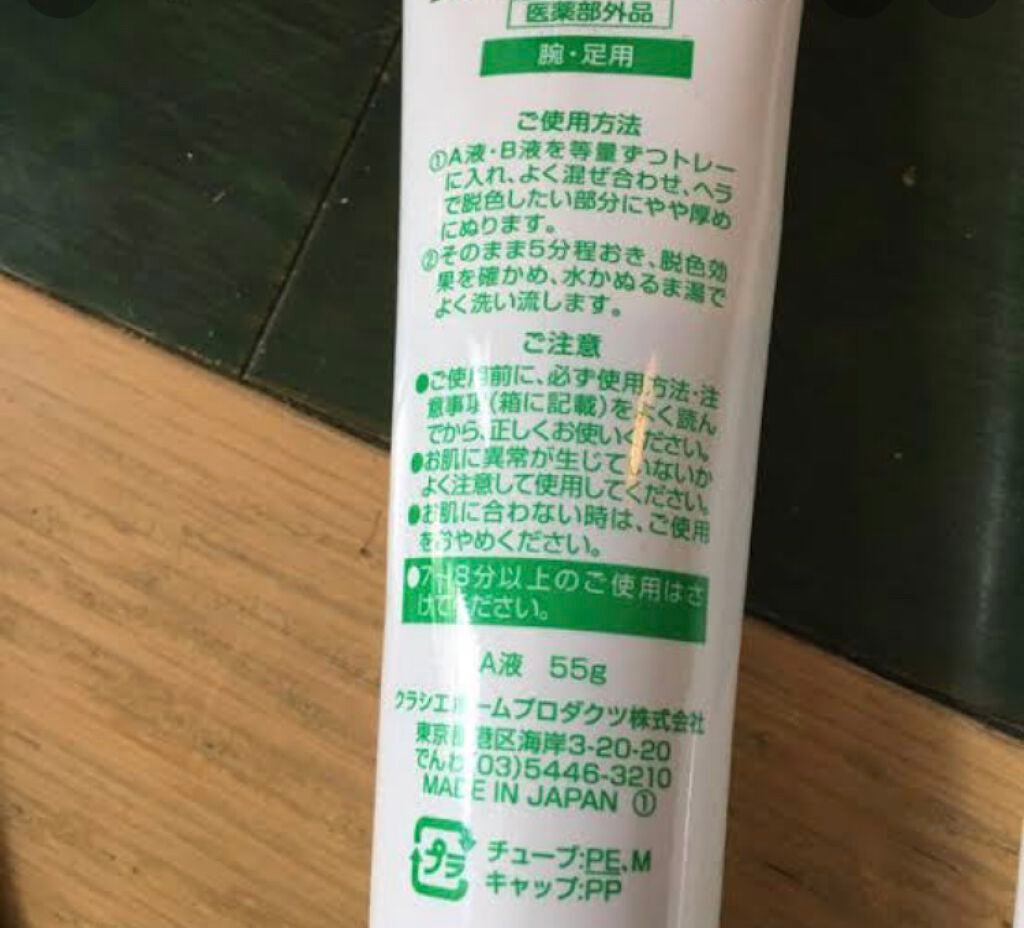 医薬部外品
腕・足用
ご使用方法
①A液・B液を等量ずつトレー
に入れ、よく混ぜ合わせ、ヘラ
で脱色したい部分にやや厚め
にぬります。
②そのまま5分程おき、脱色効
果を確かめ、水かぬるま湯で
よく洗い流します。
ご注意
●ご使用前に、必ず使用方法・注
意事項(箱に記載)をよく読ん
でから、正しくお使いください。
●お肌に異常が生じていないか
よく注意して使用してください。
●お肌に合わない時は、ご使用
をおやめください。
●7~8分以上のご使用はさ
けてください。
A液 55g
クラシエホームプロダクツ株式会社
東京都港区海岸3-20-20
でんわ(03)5446-3210
MADE IN JAPAN ①
プラ チューブ:PE、M
キャップ:PP